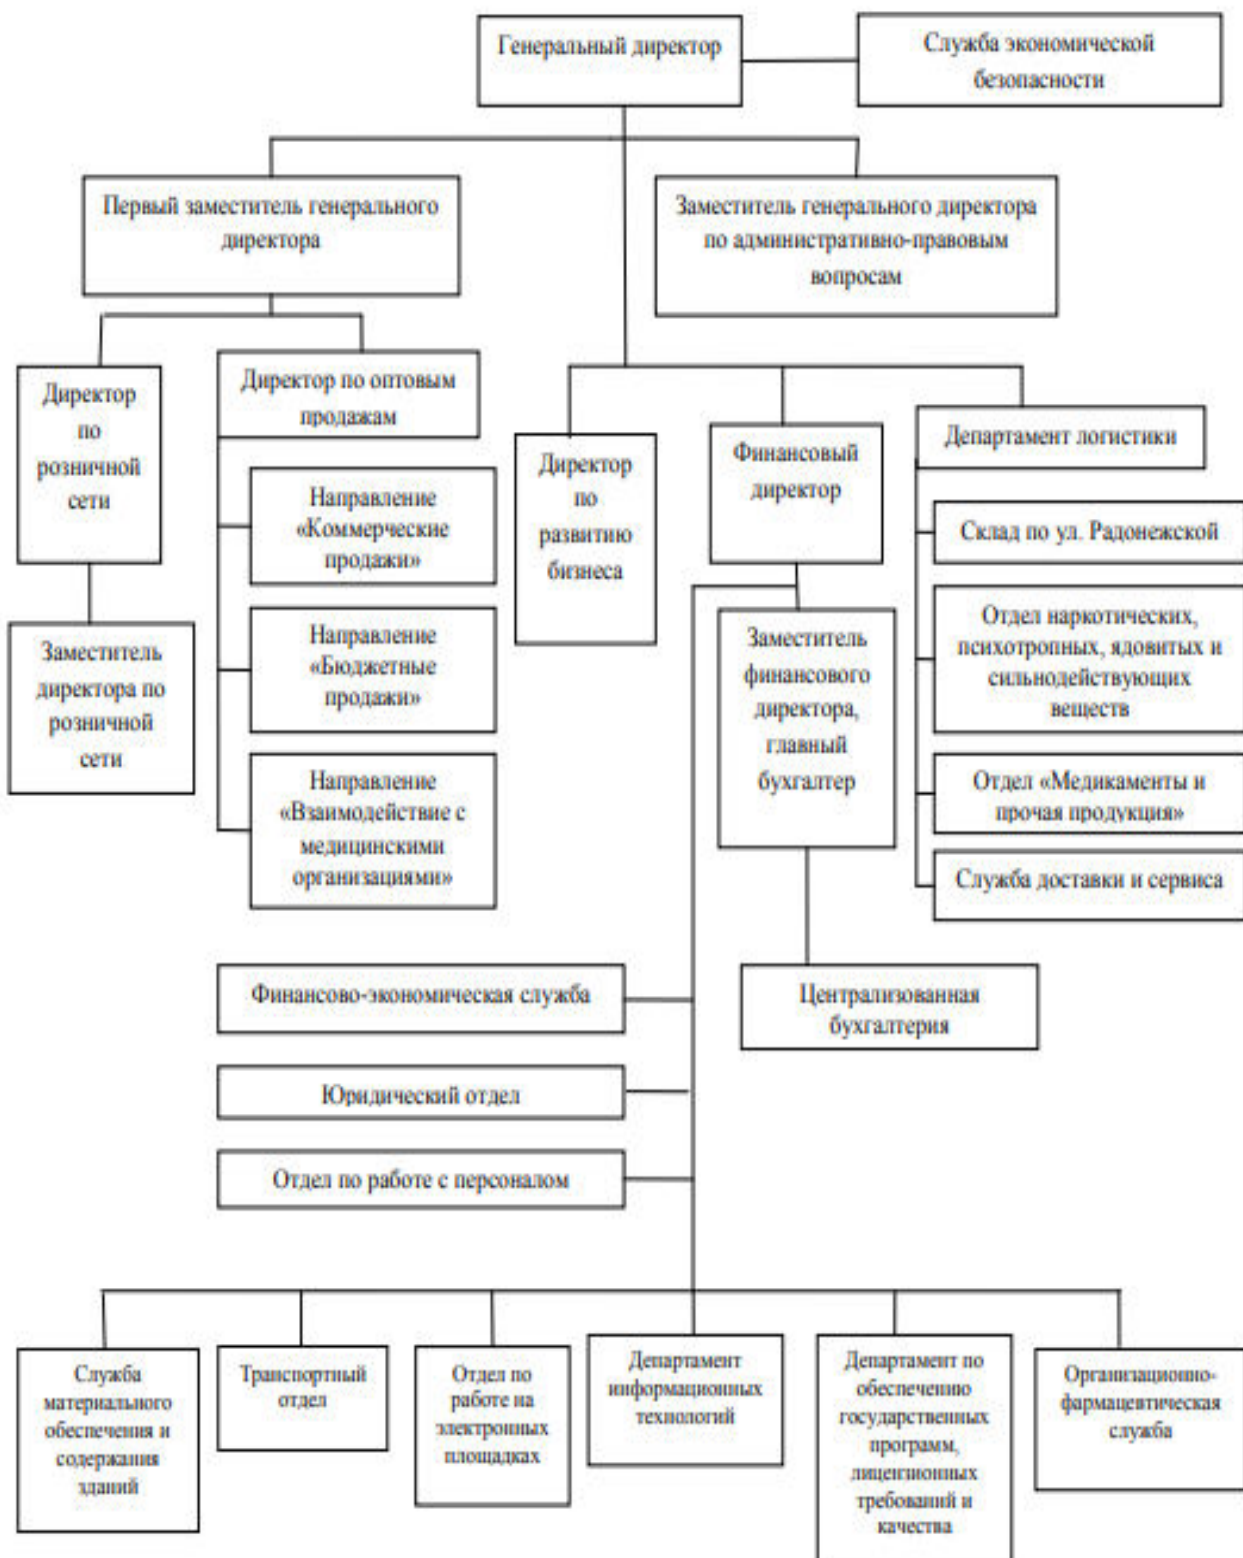 Генеральный директор
Служба экономической
безопасности
Первый заместитель генерального
директора
Заместитель генерального директора
по административно-правовым
вопросам
Директор
по
розничной
сети
Директор по оптовым
продажам
Директор
по
развитию
бизнеса
Финансовый
директор
Департамент логистики
Направление
«Коммерческие
продажи»
Склад по ул. Радонежской
Заместитель
директора по
розничной
сети
Направление
«Бюджетные
продажи»
Заместитель
финансового
директора,
главный
бухгалтер
Отдел наркотических,
психотропных, ядовитых и
сильнодействующих
веществ
Направление
«Взаимодействие с
медицинскими
организациями»
Отдел «Медикаменты и
прочая продукция»
Служба доставки и сервиса
Финансово-экономическая служба
Централизованная
бухгалтерия
Юридический отдел
Отдел по работе с персоналом
Служба
материального
обеспечения и
содержания
зданий
Транспортный
отдел
Отдел по
работе на
электронных
площадках
Департамент
информационных
технологий
Департамент по
обеспечению
государственных
программ,
лицензионных
требований и
качества
Организационно-
фармацевтическая
служба